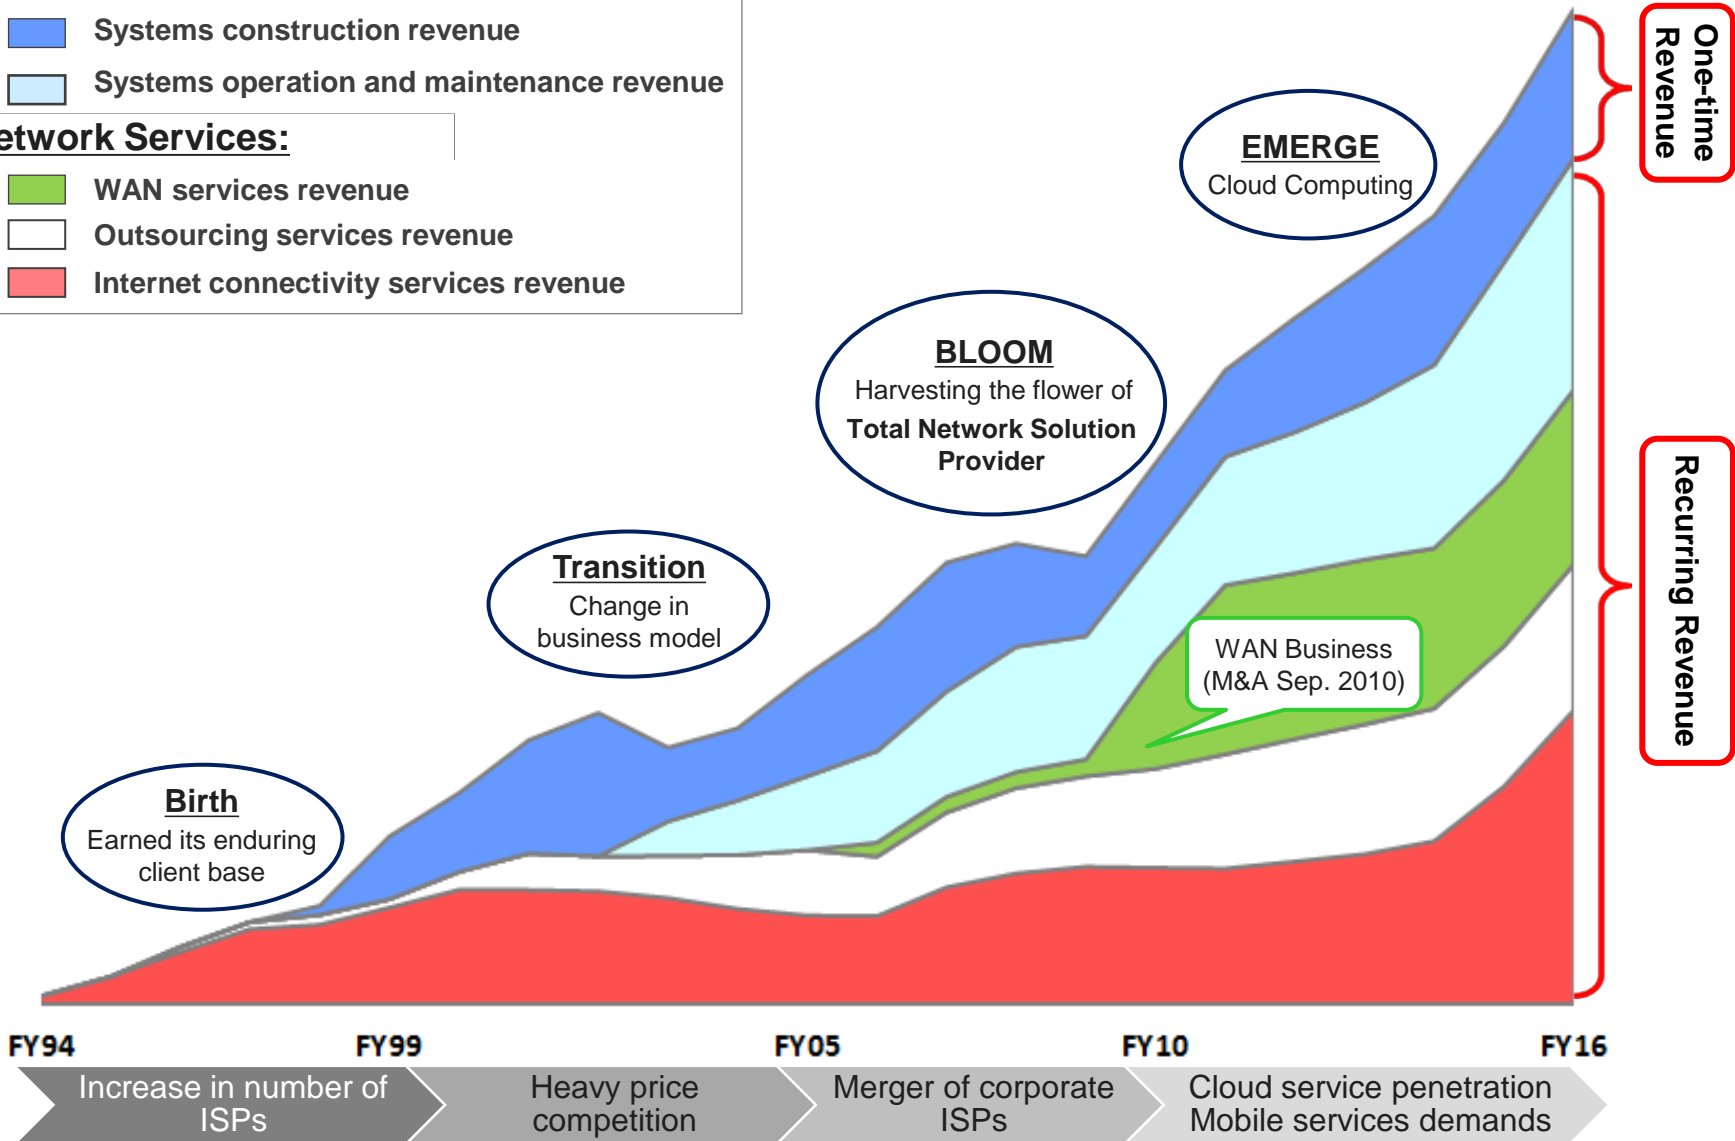 Systems construction revenue
Systems operation and maintenance revenue
etwork Services:
WAN services revenue
Outsourcing services revenue
Internet connectivity services revenue
One-time
Revenue
EMERGE
Cloud Computing
BLOOM
Harvesting the flower of
Total Network Solution
Provider
Recurring Revenue
Transition
Change in
business model
WAN Business
(M&A Sep. 2010)
Birth
Earned its enduring
client base
FY94 FY99 FY05 FY10 FY16
Increase in number of
ISPs
Heavy price
competition
Merger of corporate
ISPs
Cloud service penetration
Mobile services demands